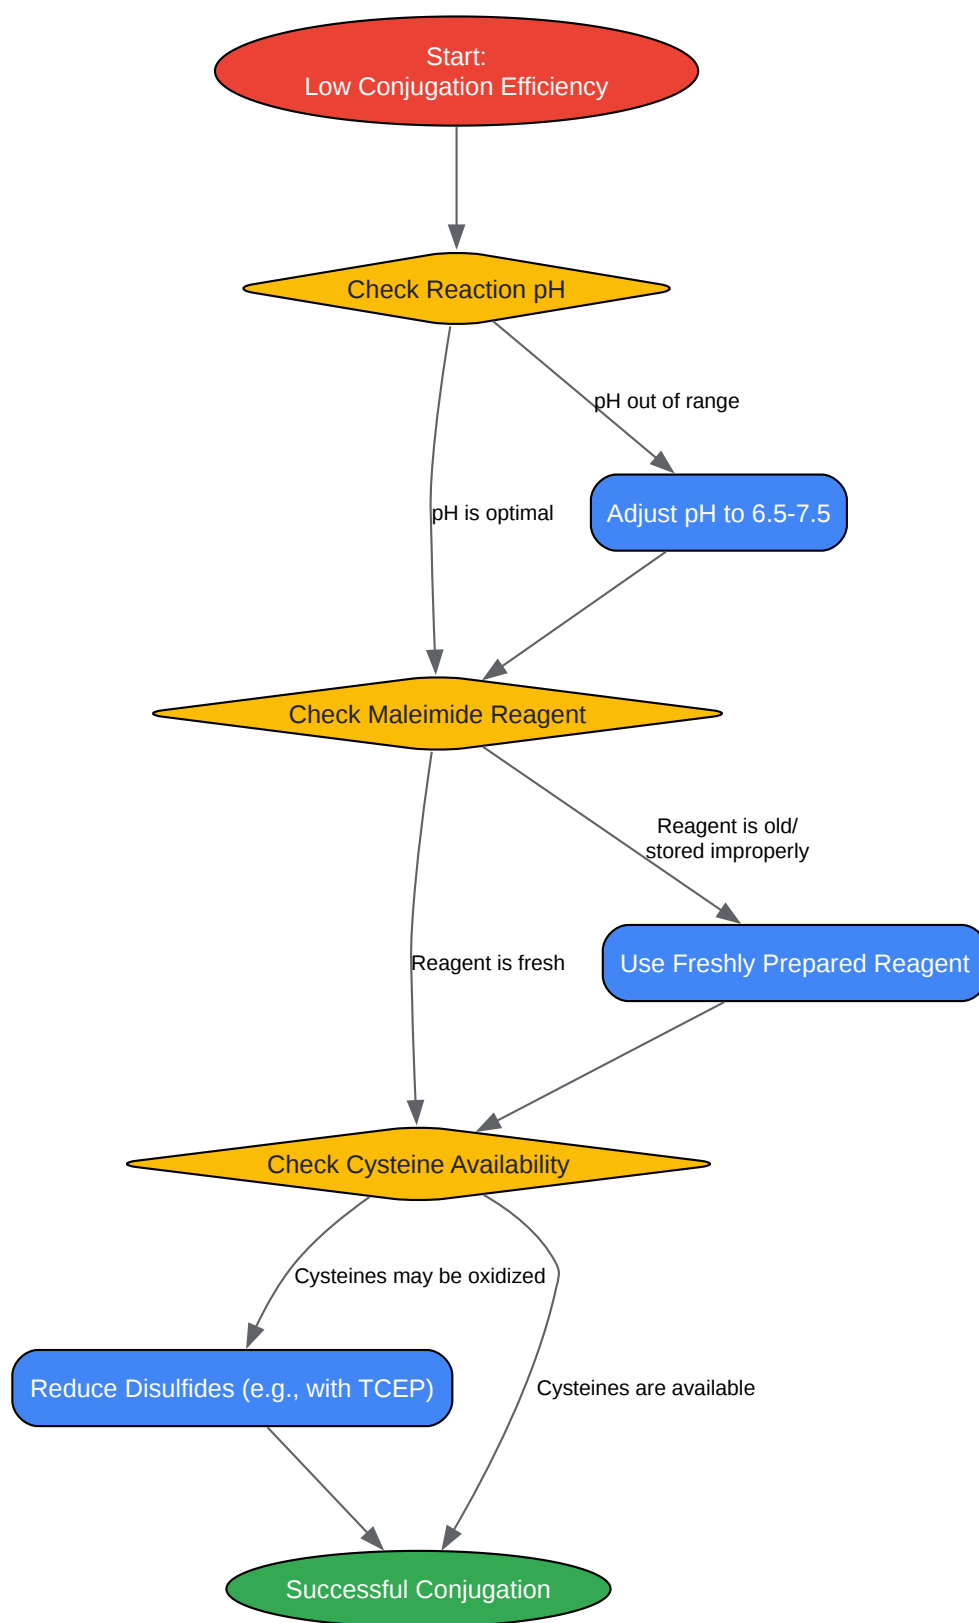 Start:
Low Conjugation Efficiency
Check Reaction pH
pH out of range
pH is optimal
Adjust pH to 6.5-7.5
Check Maleimide Reagent
Reagent is old/
stored improperly
Reagent is fresh
Use Freshly Prepared Reagent
Check Cysteine Availability
Cysteines may be oxidized
Reduce Disulfides (e.g., with TCEP)
Cysteines are available
Successful Conjugation